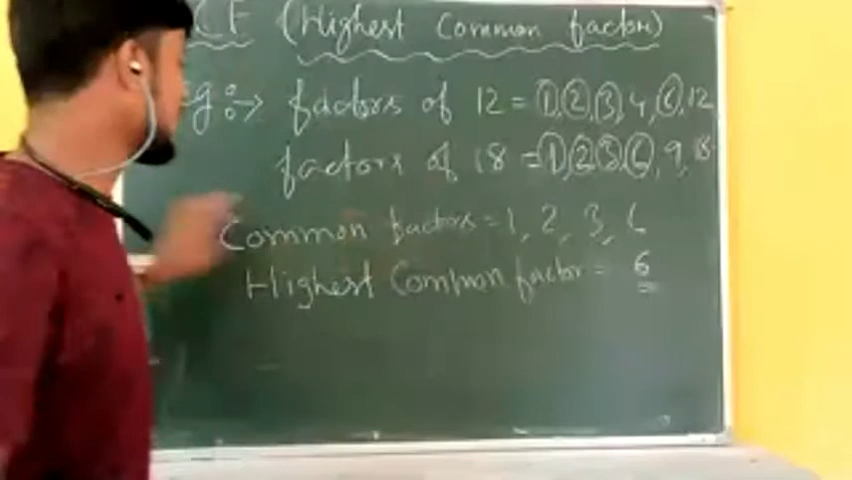 CF (Highest Common factor)
g :→ factors of 12 = 1, 2, 3, 4, 6, 12
factors of 18 = 1, 2, 3, 6, 9, 18
Common factors = 1, 2, 3, 6
Highest Common factor = 6